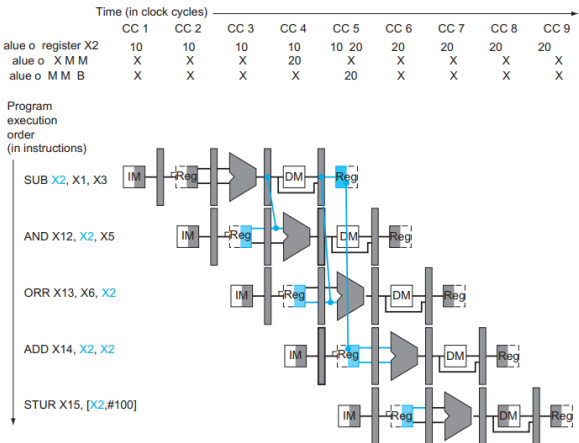 Time (in clock cycles)
CC 1 CC 2 CC 3 CC 4 CC 5 CC 6 CC 7 CC 8 CC 9
alue o register X2 10 10 10 10 10 20 20 20 20 20
alue o X M M X X X 20 X X X X X
alue o M M B X X X X 20 X X X X
Program
execution
order
(in instructions)
SUB X2, X1, X3 IM Reg DM Reg
AND X12, X2, X5 IM Reg DM Reg
ORR X13, X6, X2 IM Reg DM Reg
ADD X14, X2, X2 IM Reg DM Reg
STUR X15, [X2,#100] IM Reg DM Reg